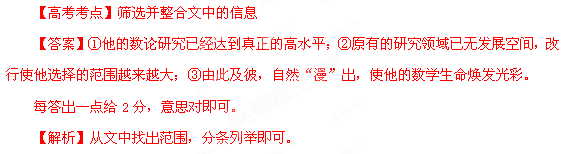 【高考考点】筛选并整合文中的信息
【答案】①他的数论研究已经达到真正的高水平；②原有的研究领域已无发展空间，改
行使他选择的范围越来越大；③由此及彼，自然“漫”出，使他的数学生命焕发光彩。
每答出一点给 2 分，意思对即可。
【解析】从文中找出范围，分条列举即可。